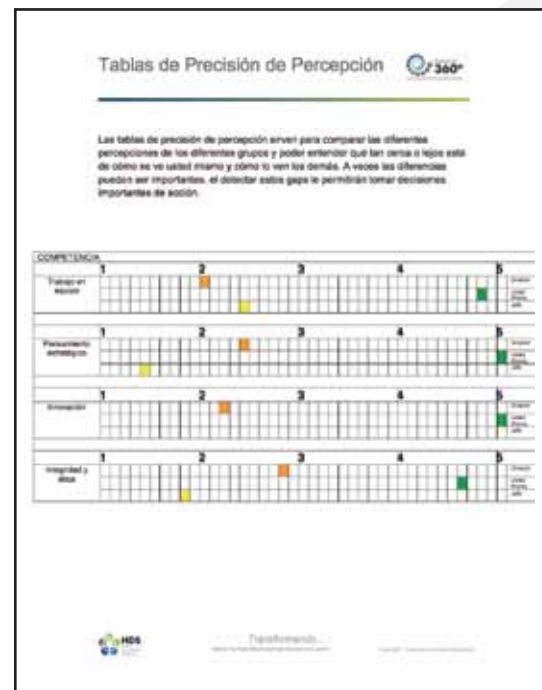 Tablas de Precisión de Percepción
360°
Las tablas de precisión de percepción sirven para comparar las diferentes
percepciones de los diferentes grupos y poder entender que tan cerca o lejos está
de cómo se ve usted mismo y cómo lo ven los demás. A veces las diferencias
pueden ser importantes, el detectar estos gaps le permitirán tomar decisiones
importantes de acción.
COMPETENCIA
1 2 3 4 5
Trabajo en
equipo
1 2 3 4 5
Pensamiento
estratégico
1 2 3 4 5
Innovación
1 2 3 4 5
Integridad y
ética
HDS
Transformando...